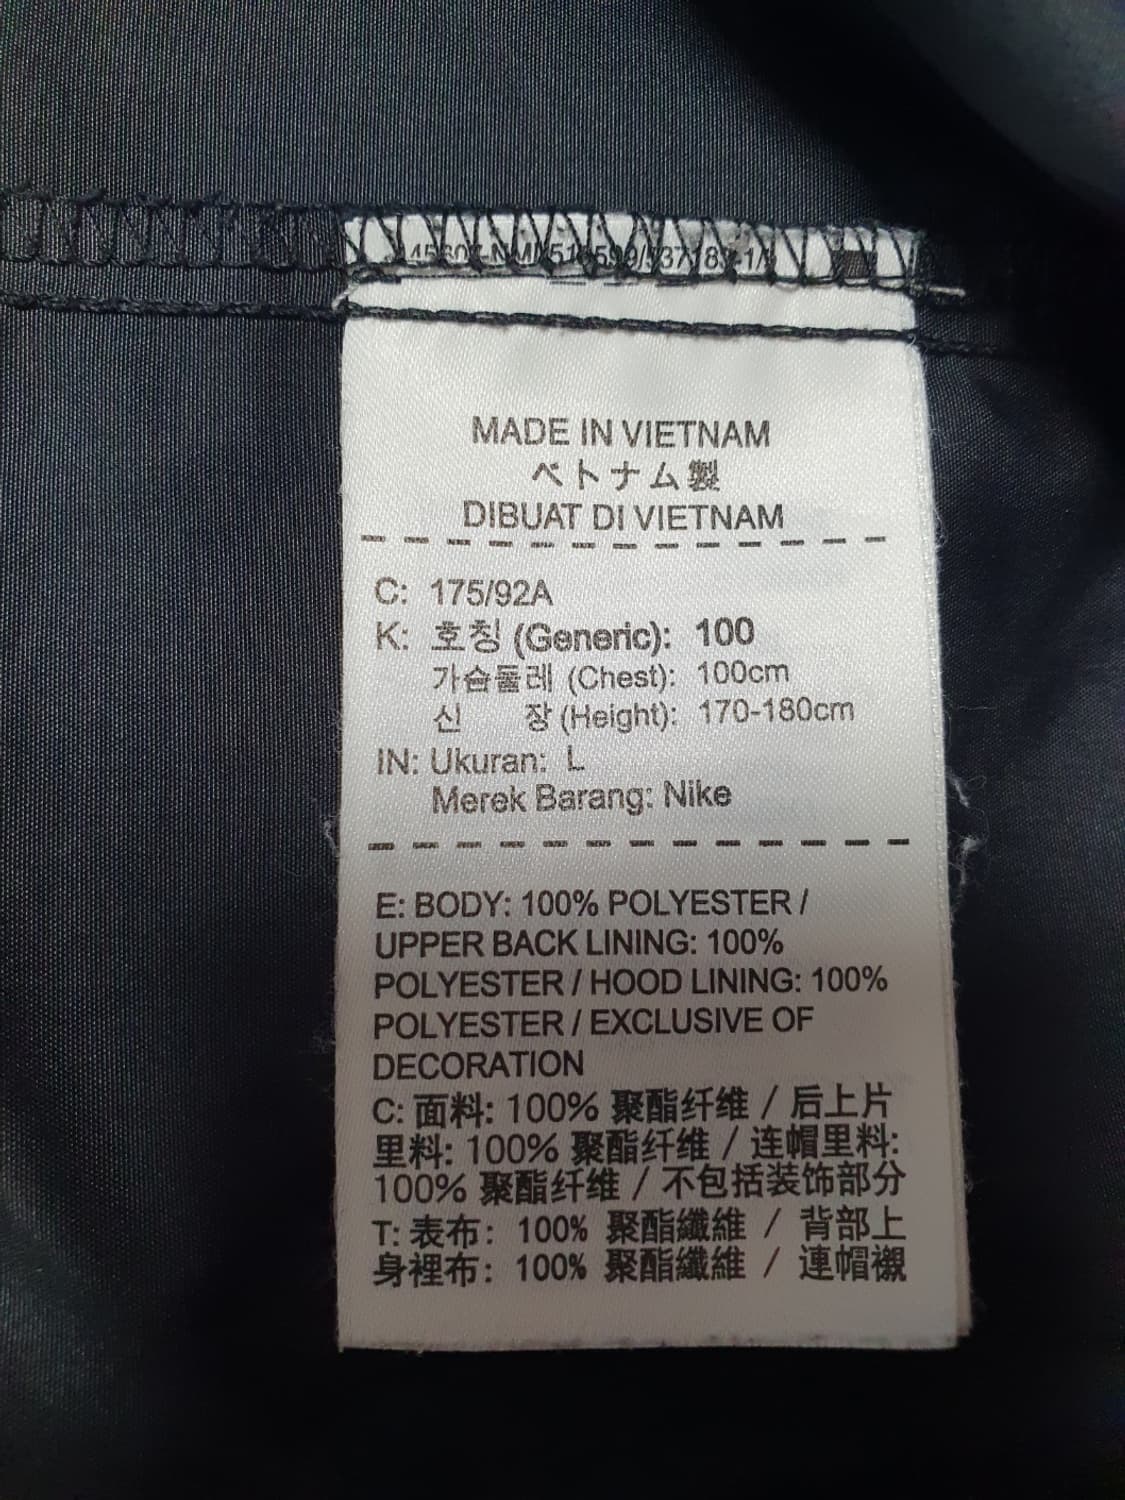 MADE IN VIETNAM
ベトナム製
DIBUAT DI VIETNAM
C: 175/92A
K: 호칭 (Generic): 100
가슴둘레 (Chest): 100cm
신 장 (Height): 170-180cm
IN: Ukuran: L
Merek Barang: Nike
E: BODY: 100% POLYESTER /
UPPER BACK LINING: 100%
POLYESTER / HOOD LINING: 100%
POLYESTER / EXCLUSIVE OF
DECORATION
C: 面料: 100% 聚酯纤维 / 后上片
里料: 100% 聚酯纤维 / 连帽里料:
100% 聚酯纤维 / 不包括装饰部分
T: 表布: 100% 聚酯纖維 / 背部上
身裡布: 100% 聚酯纖維 / 連帽襯